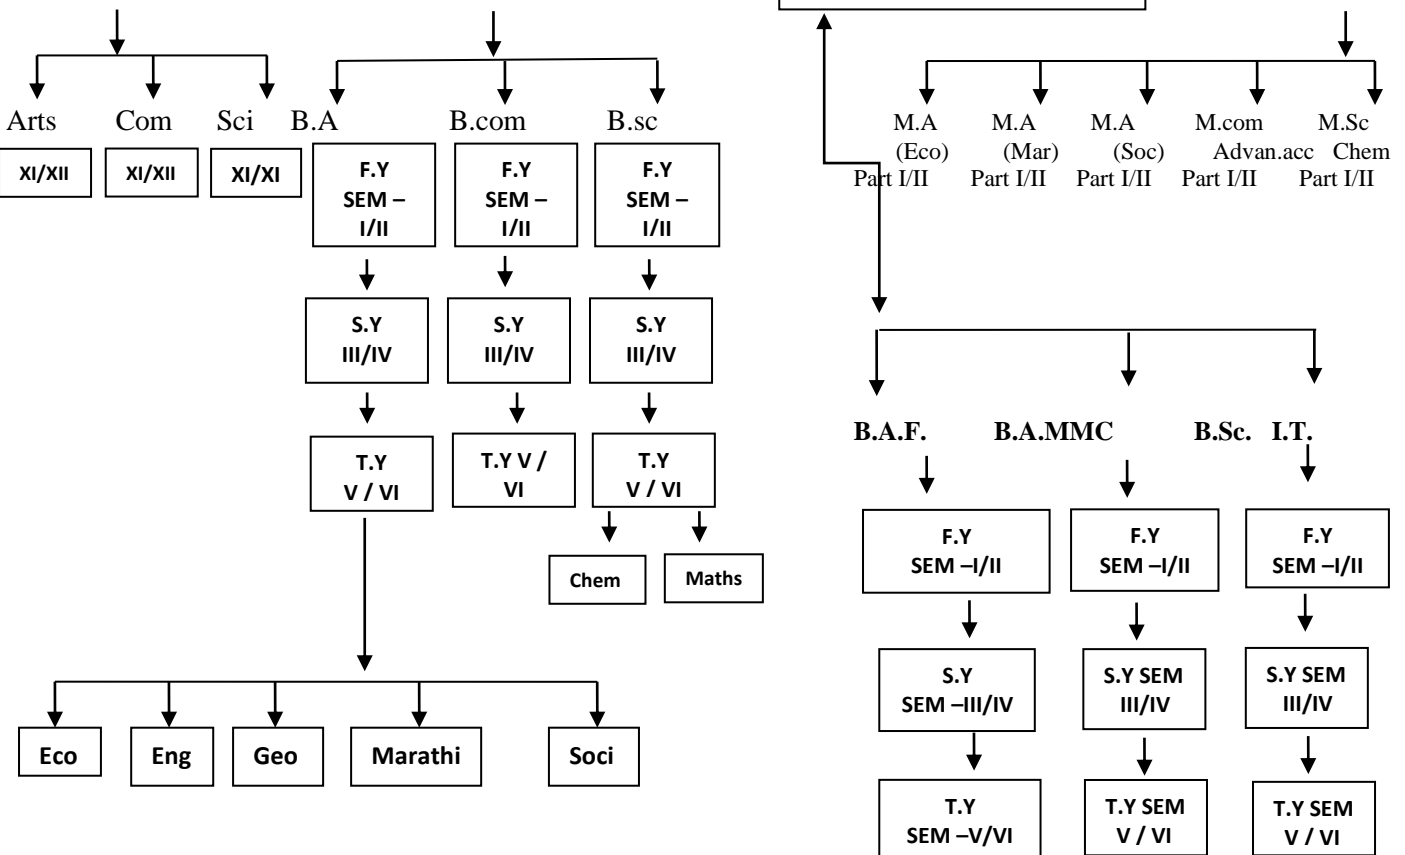 Arts Com Sci B.A B.com B.sc
XI/XII XI/XII XI/XI
F.Y
SEM –
I/II
F.Y
SEM –
I/II
F.Y
SEM –
I/II
S.Y
III/IV
S.Y
III/IV
S.Y
III/IV
T.Y
V / VI
T.Y V /
VI
T.Y
V / VI
Chem Maths
Eco Eng Geo Marathi Soci
M.A
(Eco)
Part I/II
M.A
(Mar)
Part I/II
M.A
(Soc)
Part I/II
M.com
Advan.acc
Part I/II
M.Sc
Chem
Part I/II
B.A.F. B.A.MMC B.Sc. I.T.
F.Y
SEM –I/II
F.Y
SEM –I/II
F.Y
SEM –I/II
S.Y
SEM –III/IV
S.Y SEM
III/IV
S.Y SEM
III/IV
T.Y
SEM –V/VI
T.Y SEM
V / VI
T.Y SEM
V / VI